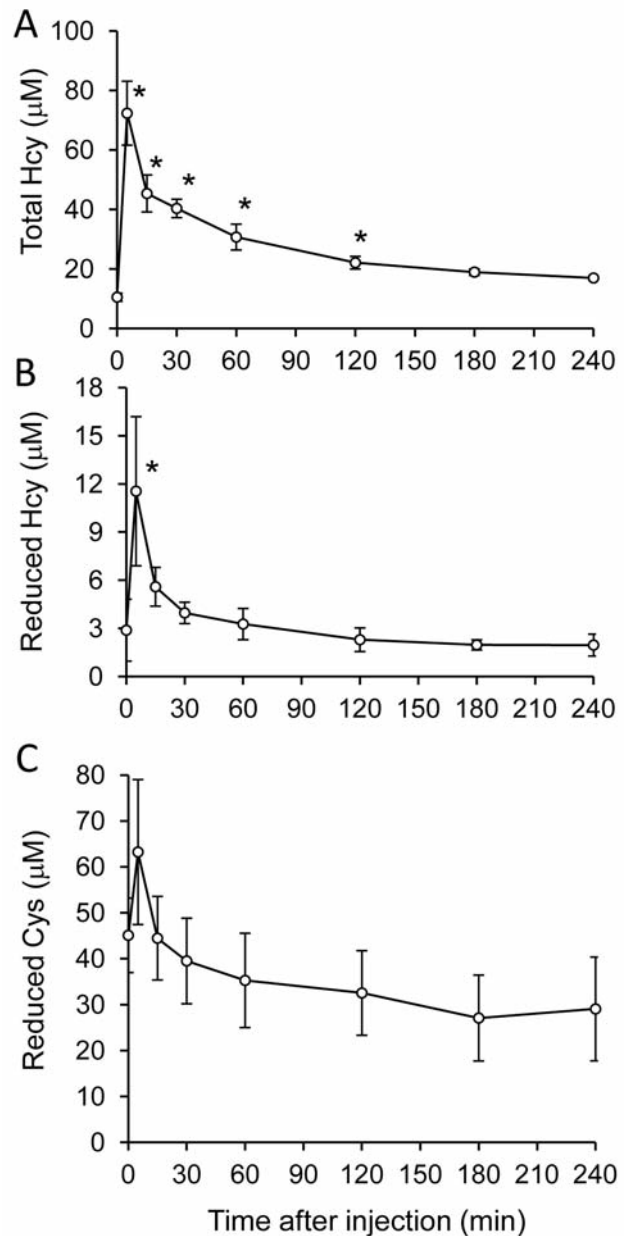 A
Total Hcy (μM)
100
80
60
40
20
0
*
*
*
*
*
0 30 60 90 120 150 180 210 240
B
Reduced Hcy (μM)
18
15
12
9
6
3
0
*
0 30 60 90 120 150 180 210 240
C
Reduced Cys (μM)
80
70
60
50
40
30
20
10
0
0 30 60 90 120 150 180 210 240
Time after injection (min)